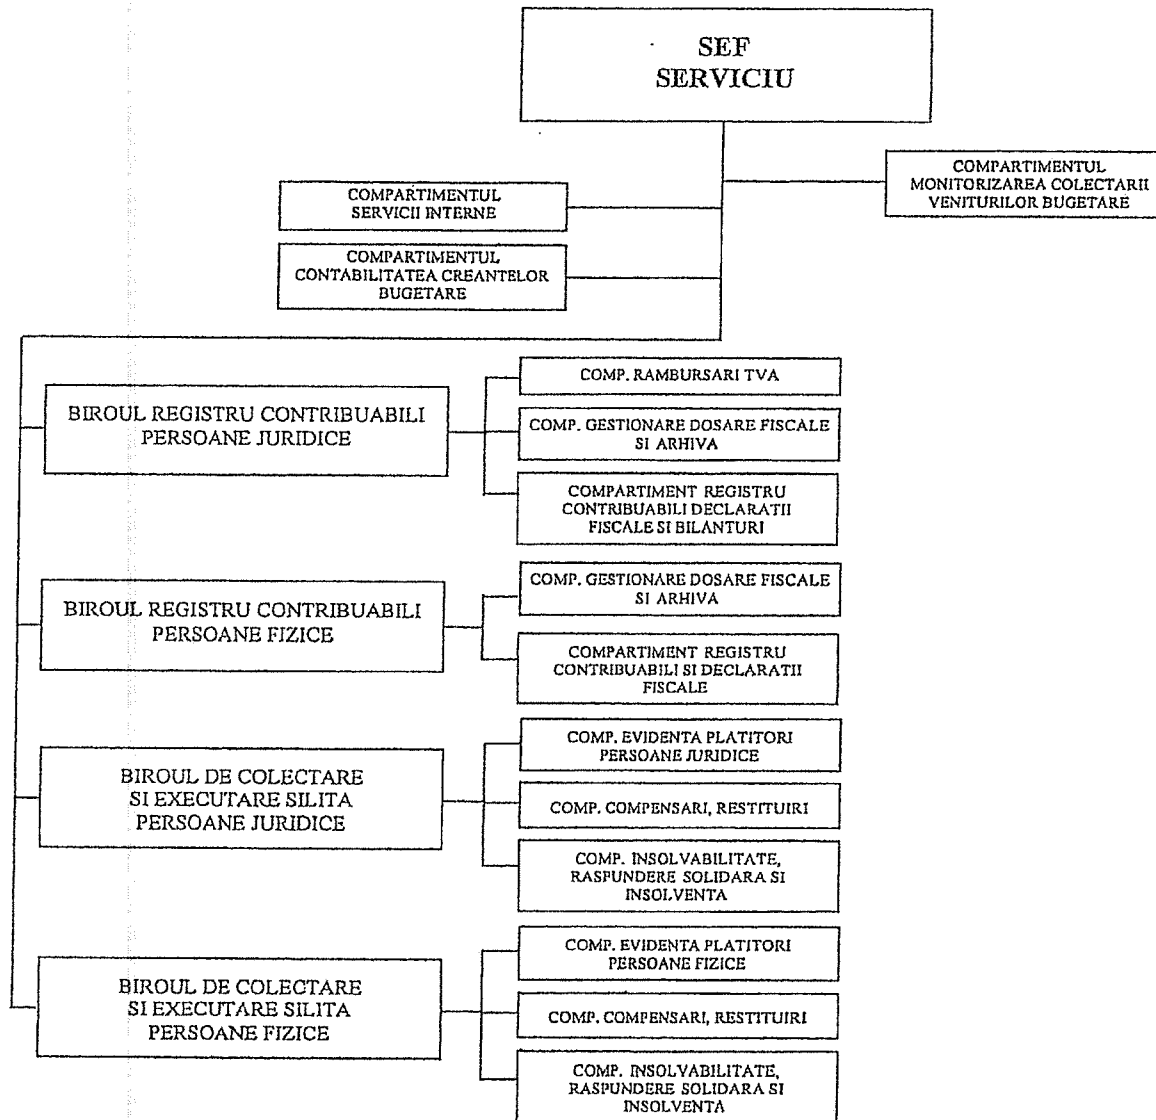 SEF
SERVICIU
COMPARTIMENTUL
MONITORIZAREA COLECTARII
VENITURILOR BUGETARE
COMPARTIMENTUL
SERVICII INTERNE
COMPARTIMENTUL
CONTABILITATEA CREANTELOR
BUGETARE
BIROUL REGISTRU CONTRIBUABILI
PERSOANE JURIDICE
COMP. RAMBURSARI TVA
COMP. GESTIONARE DOSARE FISCALE
SI ARHIVA
COMPARTIMENT REGISTRU
CONTRIBUABILI DECLARATII
FISCALE SI BILANTURI
BIROUL REGISTRU CONTRIBUABILI
PERSOANE FIZICE
COMP. GESTIONARE DOSARE FISCALE
SI ARHIVA
COMPARTIMENT REGISTRU
CONTRIBUABILI SI DECLARATII
FISCALE
BIROUL DE COLECTARE
SI EXECUTARE SILITA
PERSOANE JURIDICE
COMP. EVIDENTA PLATITORI
PERSOANE JURIDICE
COMP. COMPENSARI, RESTITUIRI
COMP. INSOLVABILITATE,
RASPUNDERE SOLIDARA SI
INSOLVENTA
BIROUL DE COLECTARE
SI EXECUTARE SILITA
PERSOANE FIZICE
COMP. EVIDENTA PLATITORI
PERSOANE FIZICE
COMP. COMPENSARI, RESTITUIRI
COMP. INSOLVABILITATE,
RASPUNDERE SOLIDARA SI
INSOLVENTA